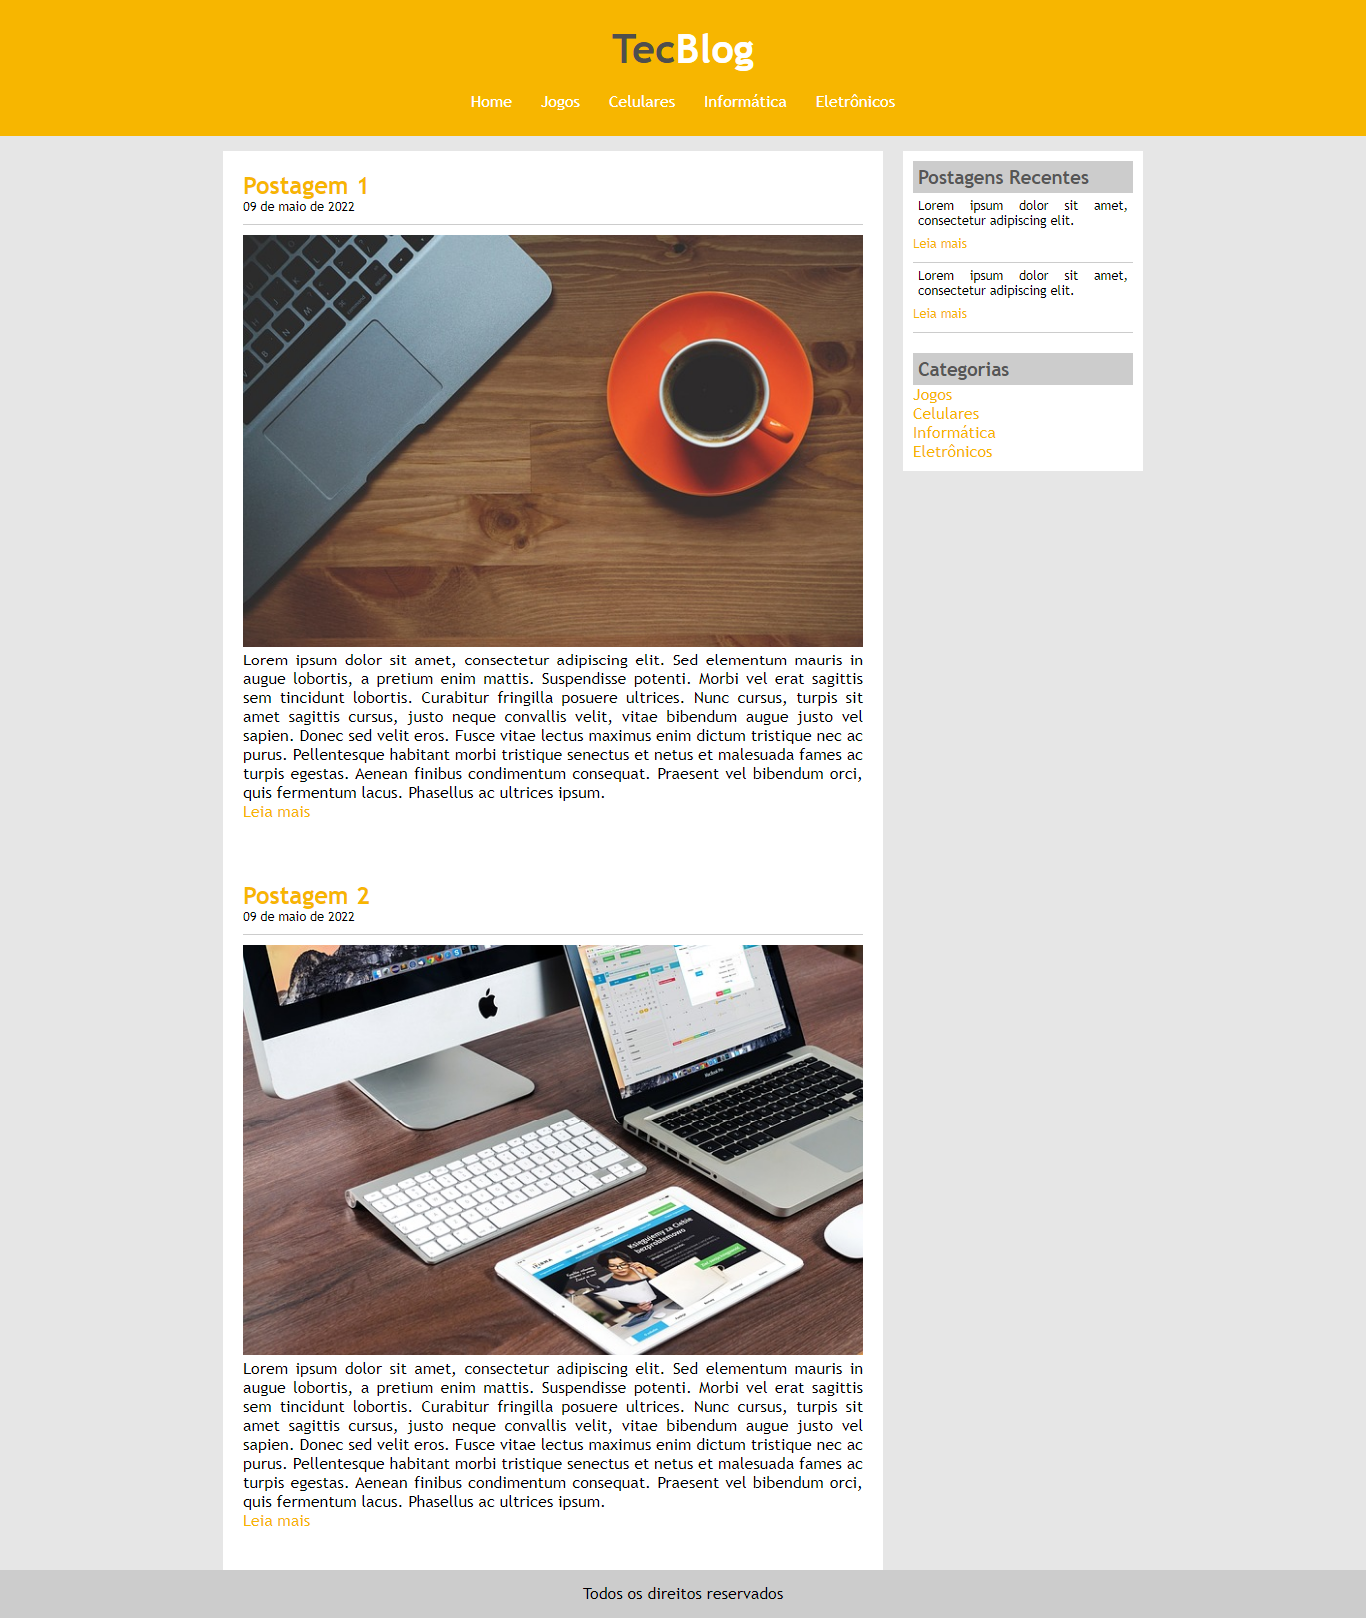 TecBlog
Home Jogos Celulares Informática Eletrônicos
Postagem 1
09 de maio de 2022
Lorem ipsum dolor sit amet, consectetur adipiscing elit. Sed elementum mauris in
augue lobortis, a pretium enim mattis. Suspendisse potenti. Morbi vel erat sagittis
sem tincidunt lobortis. Curabitur fringilla posuere ultrices. Nunc cursus, turpis sit
amet sagittis cursus, justo neque convallis velit, vitae bibendum augue justo vel
sapien. Donec sed velit eros. Fusce vitae lectus maximus enim dictum tristique nec ac
purus. Pellentesque habitant morbi tristique senectus et netus et malesuada fames ac
turpis egestas. Aenean finibus condimentum consequat. Praesent vel bibendum orci,
quis fermentum lacus. Phasellus ac ultrices ipsum.
Leia mais
Postagem 2
09 de maio de 2022
MacBook Pro
Księgujemy za Ciebie
bezproblemowo
Lorem ipsum dolor sit amet, consectetur adipiscing elit. Sed elementum mauris in
augue lobortis, a pretium enim mattis. Suspendisse potenti. Morbi vel erat sagittis
sem tincidunt lobortis. Curabitur fringilla posuere ultrices. Nunc cursus, turpis sit
amet sagittis cursus, justo neque convallis velit, vitae bibendum augue justo vel
sapien. Donec sed velit eros. Fusce vitae lectus maximus enim dictum tristique nec ac
purus. Pellentesque habitant morbi tristique senectus et netus et malesuada fames ac
turpis egestas. Aenean finibus condimentum consequat. Praesent vel bibendum orci,
quis fermentum lacus. Phasellus ac ultrices ipsum.
Leia mais
Postagens Recentes
Lorem ipsum dolor sit amet,
consectetur adipiscing elit.
Leia mais
Lorem ipsum dolor sit amet,
consectetur adipiscing elit.
Leia mais
Categorias
Jogos
Celulares
Informática
Eletrônicos
Todos os direitos reservados